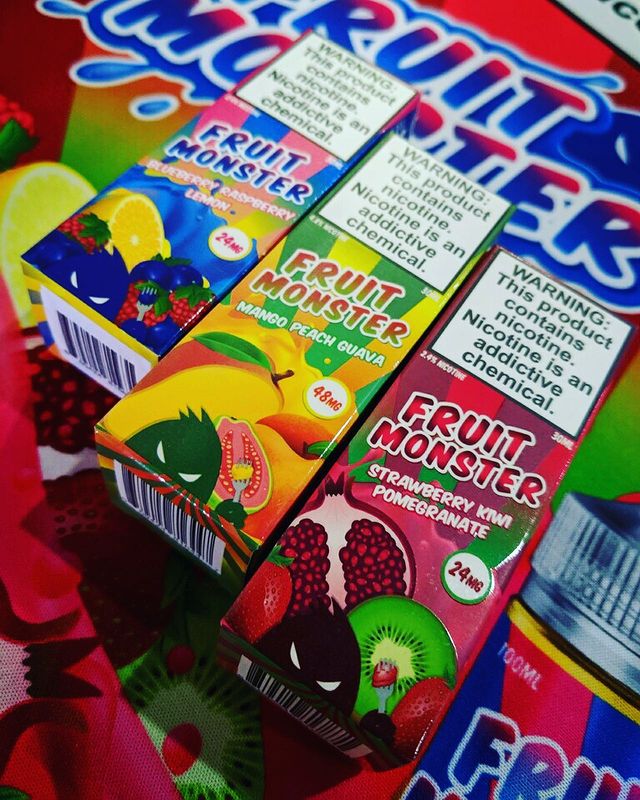 FRUIT
MONSTER
WARNING:
This product
contains
nicotine.
Nicotine is an
addictive
chemical.
FRUIT
MONSTER
BLUEBERRY RASPBERRY
LEMON
24MG
WARNING:
This product
contains
nicotine.
Nicotine is an
addictive
chemical.
FRUIT
MONSTER
MANGO PEACH GUAVA
48MG
WARNING:
This product
contains
nicotine.
Nicotine is an
addictive
chemical.
2.4% NICOTINE
30ML
FRUIT
MONSTER
STRAWBERRY KIWI
POMEGRANATE
24MG
100ML